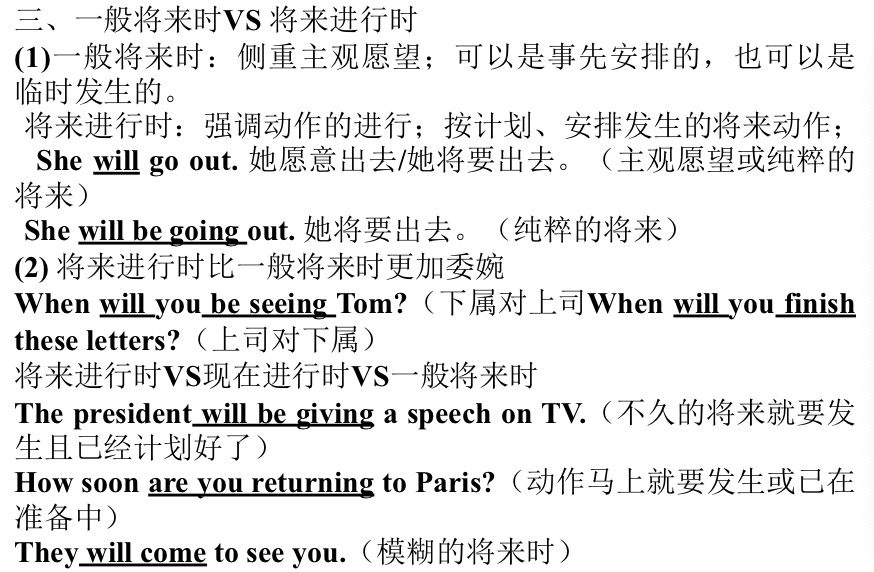 三、一般将来时VS 将来进行时
(1)一般将来时：侧重主观愿望；可以是事先安排的，也可以是
临时发生的。
将来进行时：强调动作的进行；按计划、安排发生的将来动作；
She will go out. 她愿意出去/她将要出去。（主观愿望或纯粹的
将来）
She will be going out. 她将要出去。（纯粹的将来）
(2) 将来进行时比一般将来时更加委婉
When will you be seeing Tom?（下属对上司When will you finish
these letters?（上司对下属）
将来进行时VS现在进行时VS一般将来时
The president will be giving a speech on TV.（不久的将来就要发
生且已经计划好了）
How soon are you returning to Paris?（动作马上就要发生或己在
准备中）
They will come to see you.（模糊的将来时）